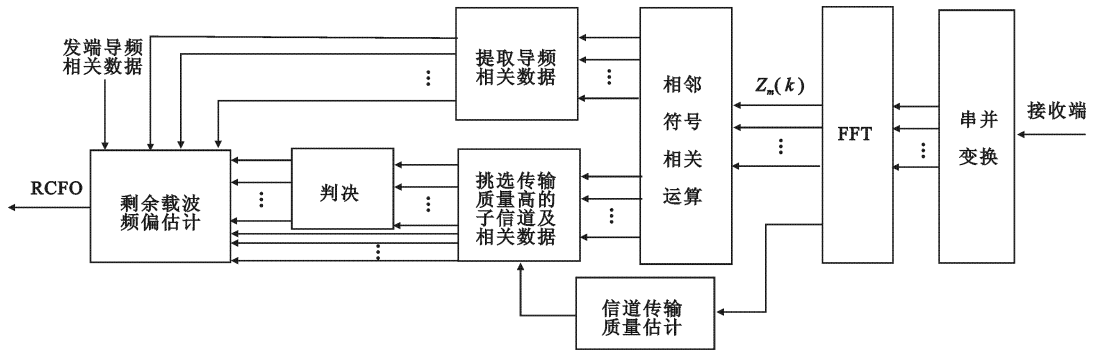 发端导频
相关数据
提取导频
相关数据
相邻
符号
相关
运算
Zm(k)
FFT
串并
变换
接收端
RCFO
剩余载波
频偏估计
判决
挑选传输
质量高的
子信道及
相关数据
信道传输
质量估计